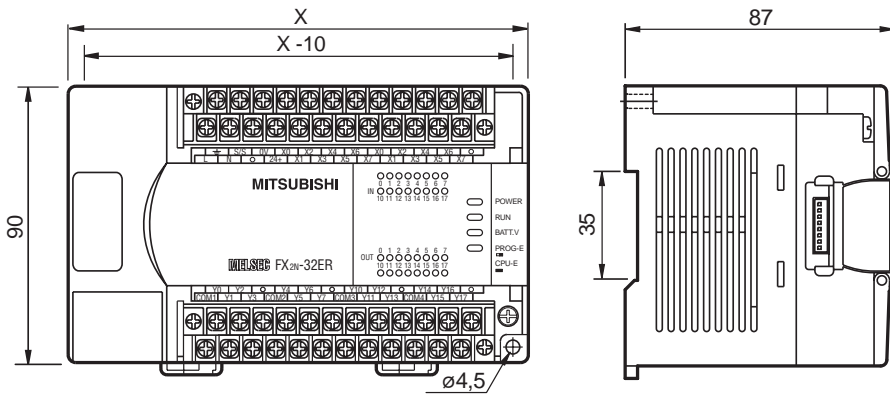 X
87
X -10
S/S 0V X0 X2 X4 X6 X0 X2 X4 X6
L N 24+ X1 X3 X5 X7 X1 X3 X5 X7
MITSUBISHI
0 1 2 3 4 5 6 7
IN
10 11 12 13 14 15 16 17
POWER
RUN
BATT.V
PROG-E
CPU-E
90
35
MELSEC FX2N-32ER
0 1 2 3 4 5 6 7
OUT
10 11 12 13 14 15 16 17
Y0 Y2 Y4 Y6 Y10 Y12 Y14 Y16
COM1 Y1 Y3 COM2 Y5 Y7 COM3 Y11 Y13 COM4 Y15 Y17
ø4,5